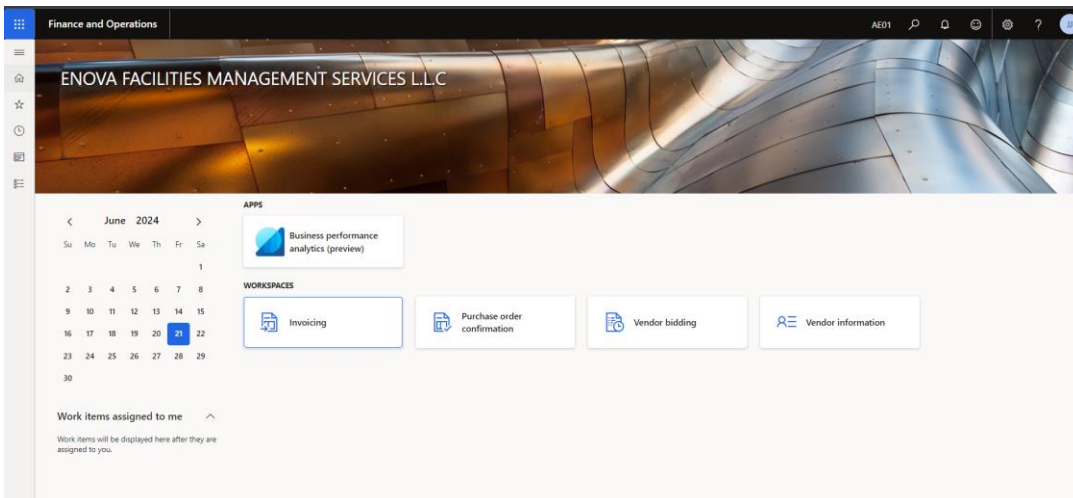 Finance and Operations
AE01
?
JJ
ENOVA FACILITIES MANAGEMENT SERVICES L.L.C
June 2024
Su Mo Tu We Th Fr Sa
1
2 3 4 5 6 7 8
9 10 11 12 13 14 15
16 17 18 19 20 21 22
23 24 25 26 27 28 29
30
Work items assigned to me
Work items will be displayed here after they are
assigned to you.
APPS
Business performance
analytics (preview)
WORKSPACES
Invoicing
Purchase order
confirmation
Vendor bidding
Vendor information